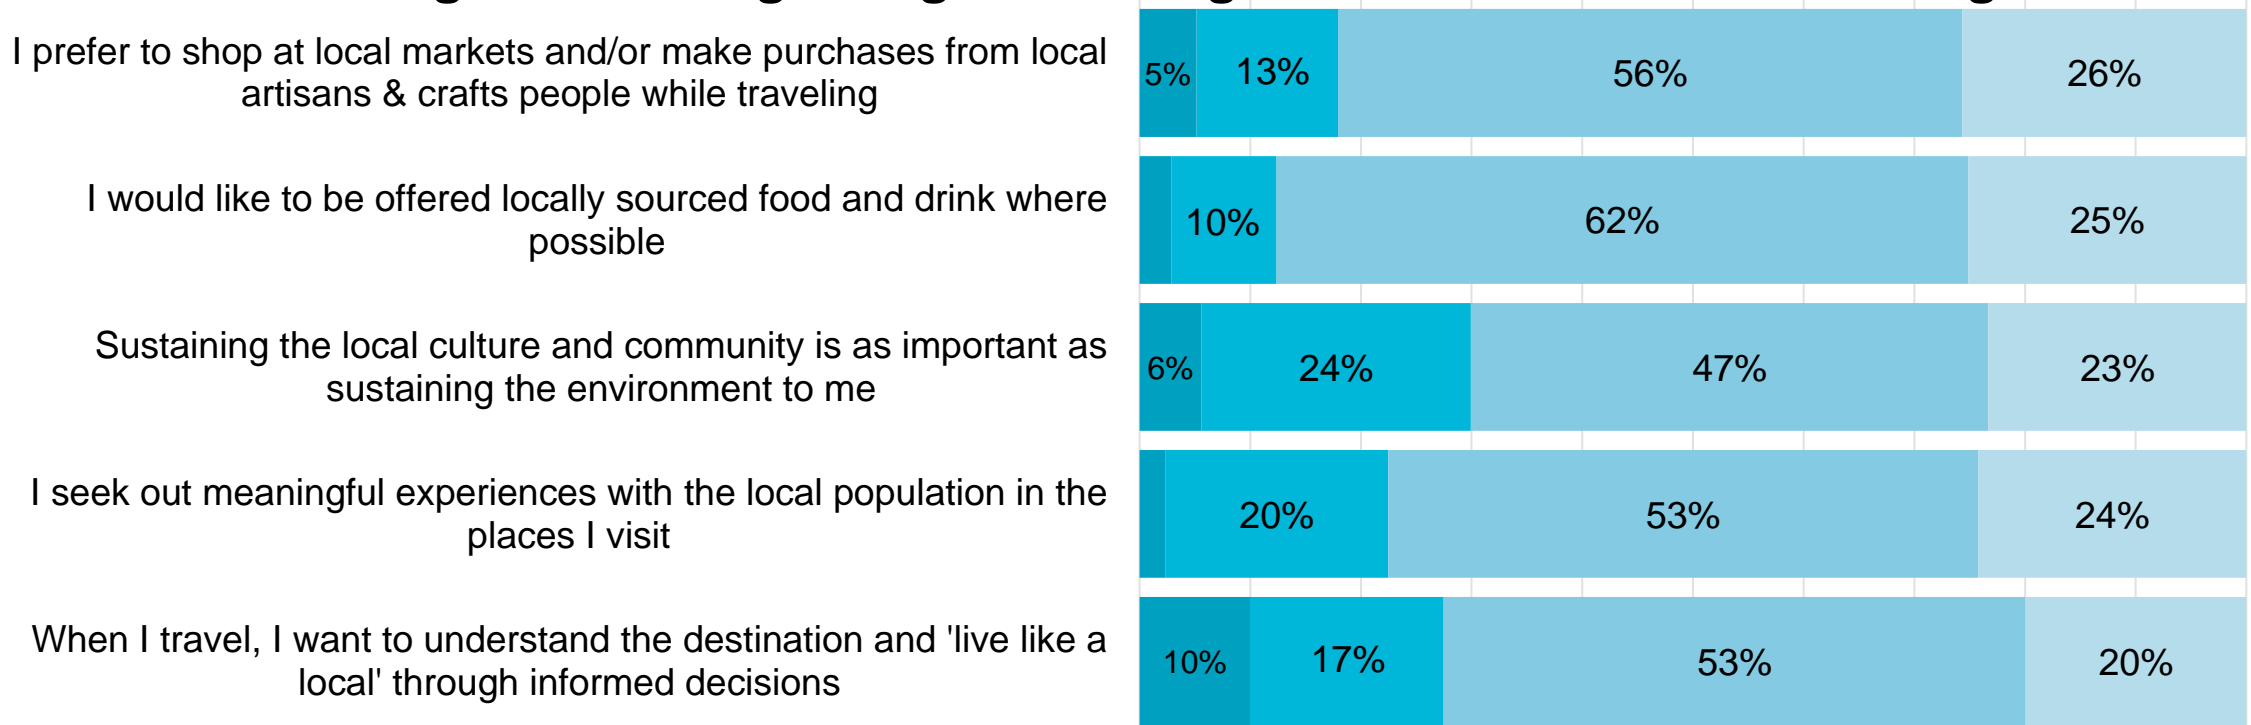 I prefer to shop at local markets and/or make purchases from local
artisans & crafts people while traveling
5% 13% 56% 26%
I would like to be offered locally sourced food and drink where
possible
10% 62% 25%
Sustaining the local culture and community is as important as
sustaining the environment to me
6% 24% 47% 23%
I seek out meaningful experiences with the local population in the
places I visit
20% 53% 24%
When I travel, I want to understand the destination and 'live like a
local' through informed decisions
10% 17% 53% 20%